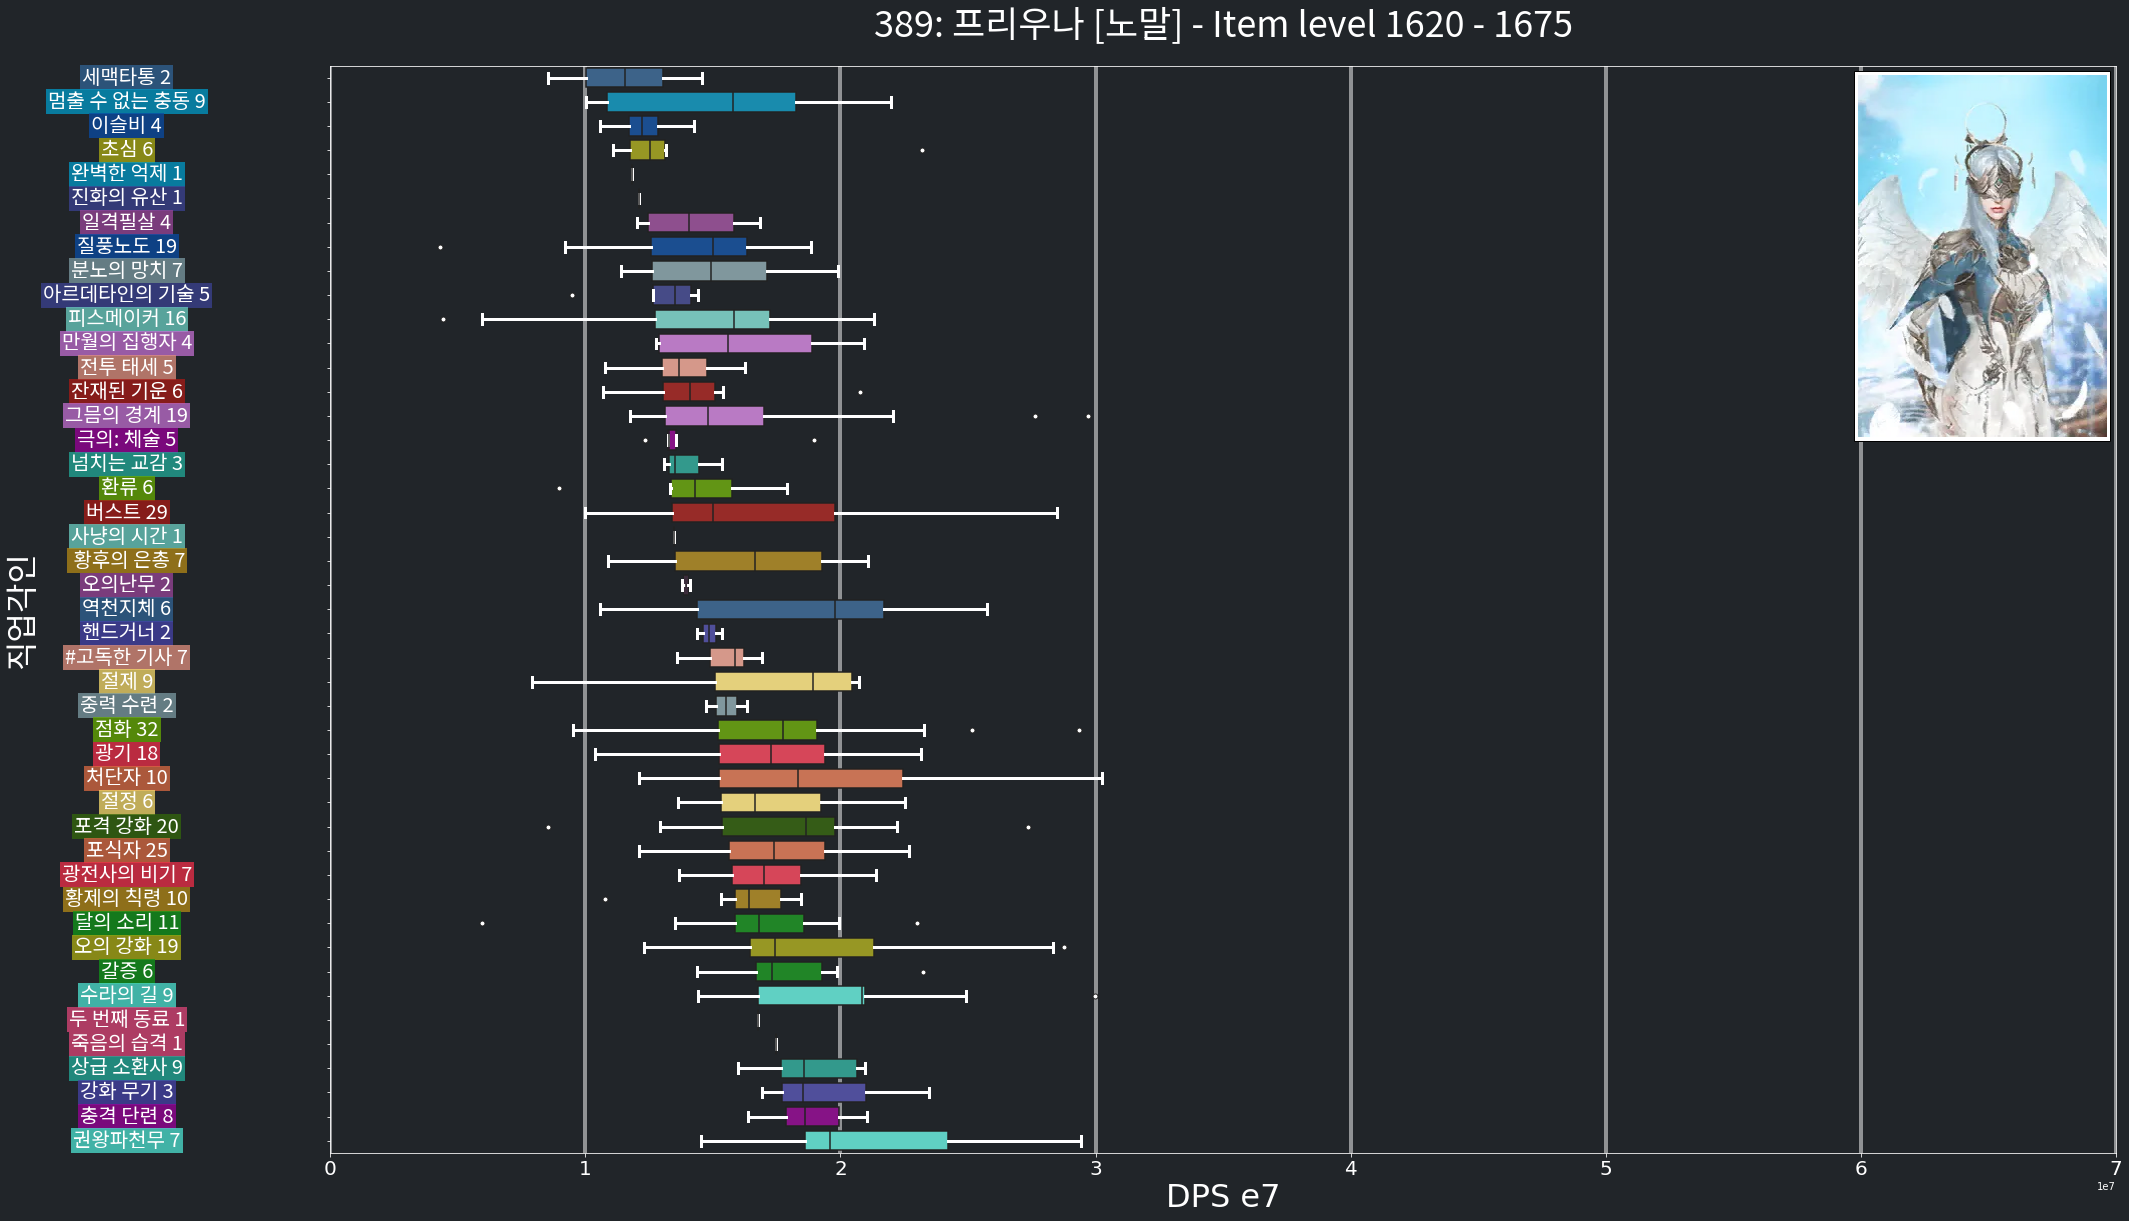 389: 프리우나 [노말] - Item level 1620 - 1675
직업각인
세맥타통 2
멈출 수 없는 충동 9
이슬비 4
초심 6
완벽한 억제 1
진화의 유산 1
일격필살 4
질풍노도 19
분노의 망치 7
아르데타인의 기술 5
피스메이커 16
만월의 집행자 4
전투 태세 5
잔재된 기운 6
그믐의 경계 19
극의: 체술 5
넘치는 교감 3
환류 6
버스트 29
사냥의 시간 1
황후의 은총 7
오의난무 2
역천지체 6
핸드거너 2
#고독한 기사 7
절제 9
중력 수련 2
점화 32
광기 18
처단자 10
절정 6
포격 강화 20
포식자 25
광전사의 비기 7
황제의 칙령 10
달의 소리 11
오의 강화 19
갈증 6
수라의 길 9
두 번째 동료 1
죽음의 습격 1
상급 소환사 9
강화 무기 3
충격 단련 8
권왕파천무 7
0 1 2 3 4 5 6 7
1e7
DPS e7